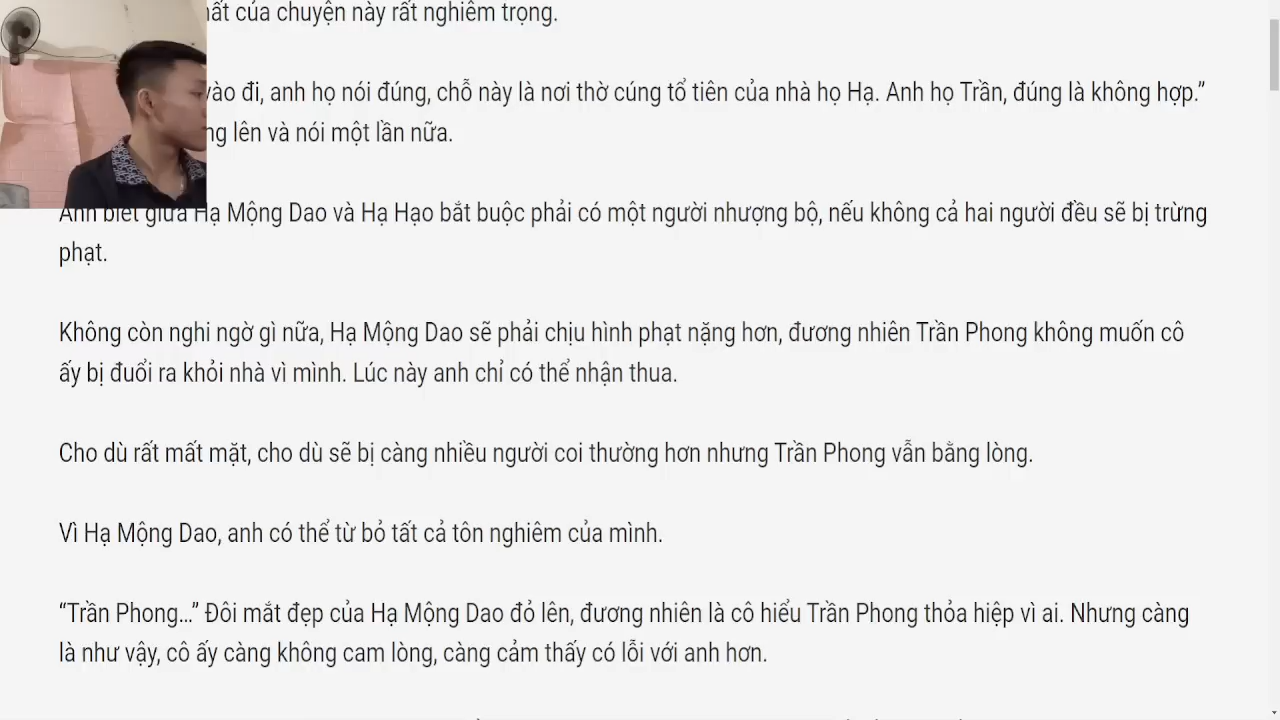 ất của chuyện này rất nghiêm trọng.
vào đi, anh họ nói đúng, chỗ này là nơi thờ cúng tổ tiên của nhà họ Hạ. Anh họ Trần, đúng là không hợp.”
ng lên và nói một lần nữa.
Anh biết giữa Hạ Mộng Dao và Hạ Hạo bắt buộc phải có một người nhượng bộ, nếu không cả hai người đều sẽ bị trừng
phạt.
Không còn nghi ngờ gì nữa, Hạ Mộng Dao sẽ phải chịu hình phạt nặng hơn, đương nhiên Trần Phong không muốn cô
ấy bị đuổi ra khỏi nhà vì mình. Lúc này anh chỉ có thể nhận thua.
Cho dù rất mất mặt, cho dù sẽ bị càng nhiều người coi thường hơn nhưng Trần Phong vẫn bằng lòng.
Vì Hạ Mộng Dao, anh có thể từ bỏ tất cả tôn nghiêm của mình.
“Trần Phong…” Đôi mắt đẹp của Hạ Mộng Dao đỏ lên, đương nhiên là cô hiểu Trần Phong thỏa hiệp vì ai. Nhưng càng
là như vậy, cô ấy càng không cam lòng, càng cảm thấy có lỗi với anh hơn.